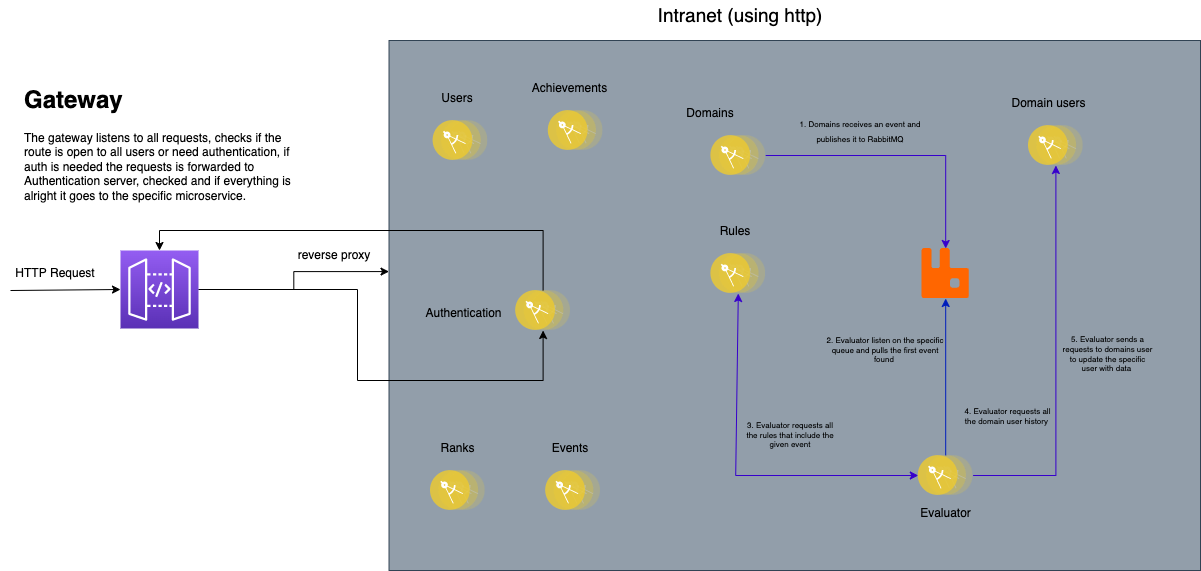 Intranet (using http)
Gateway
The gateway listens to all requests, checks if the
route is open to all users or need authentication, if
auth is needed the requests is forwarded to
Authentication server, checked and if everything is
alright it goes to the specific microservice.
HTTP Request
</>
reverse proxy
Users
Achievements
Authentication
Ranks
Events
Domains
1. Domains receives an event and
publishes it to RabbitMQ
Domain users
Rules
2. Evaluator listen on the specific
queue and pulls the first event
found
3. Evaluator requests all
the rules that include the
given event
4. Evaluator requests all
the domain user history
5. Evaluator sends a
requests to domains user
to update the specific
user with data
Evaluator